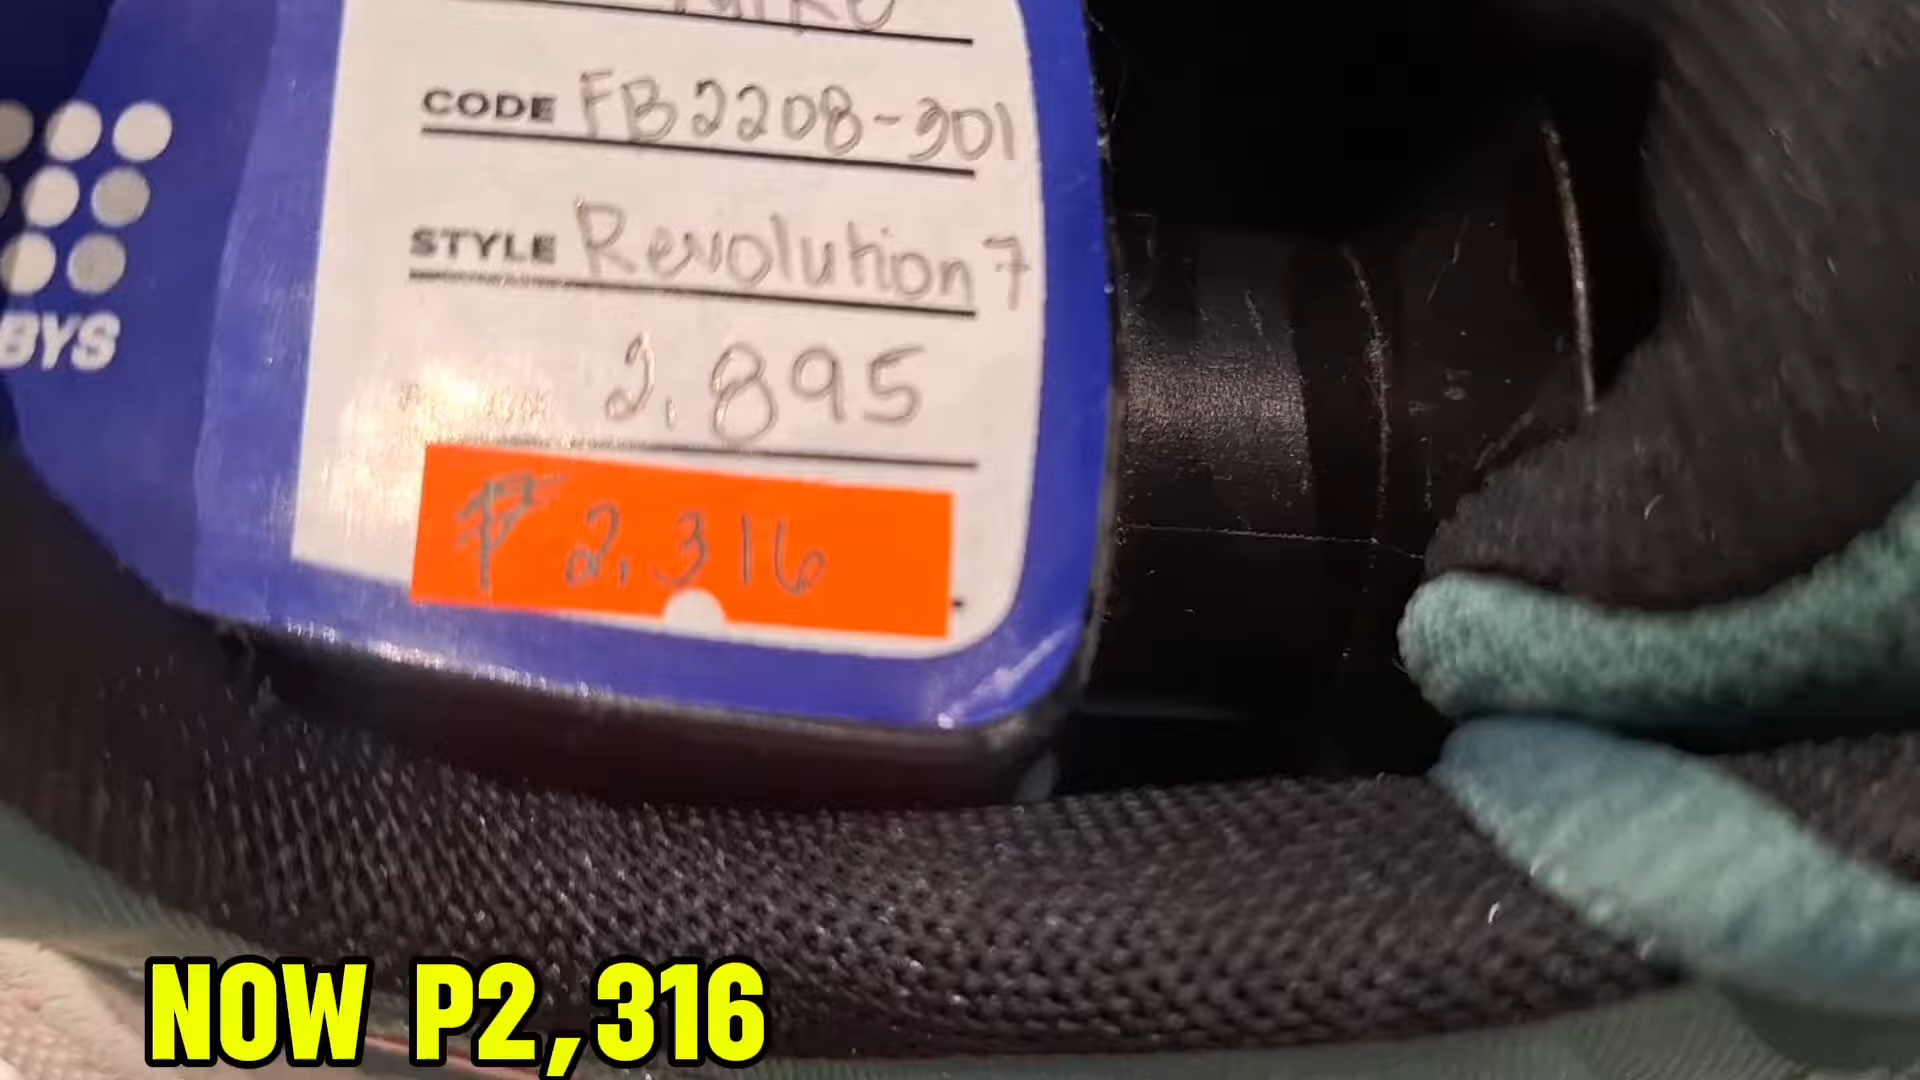 CODE FB2208-301
STYLE Revolution 7
2,895
₱ 2,316
BYS
NOW P2,316